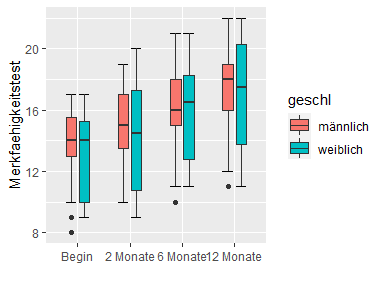 Merkfaehigkeitstest
20
16
12
8
Begin 2 Monate 6 Monate 12 Monate
geschl
männlich
weiblich